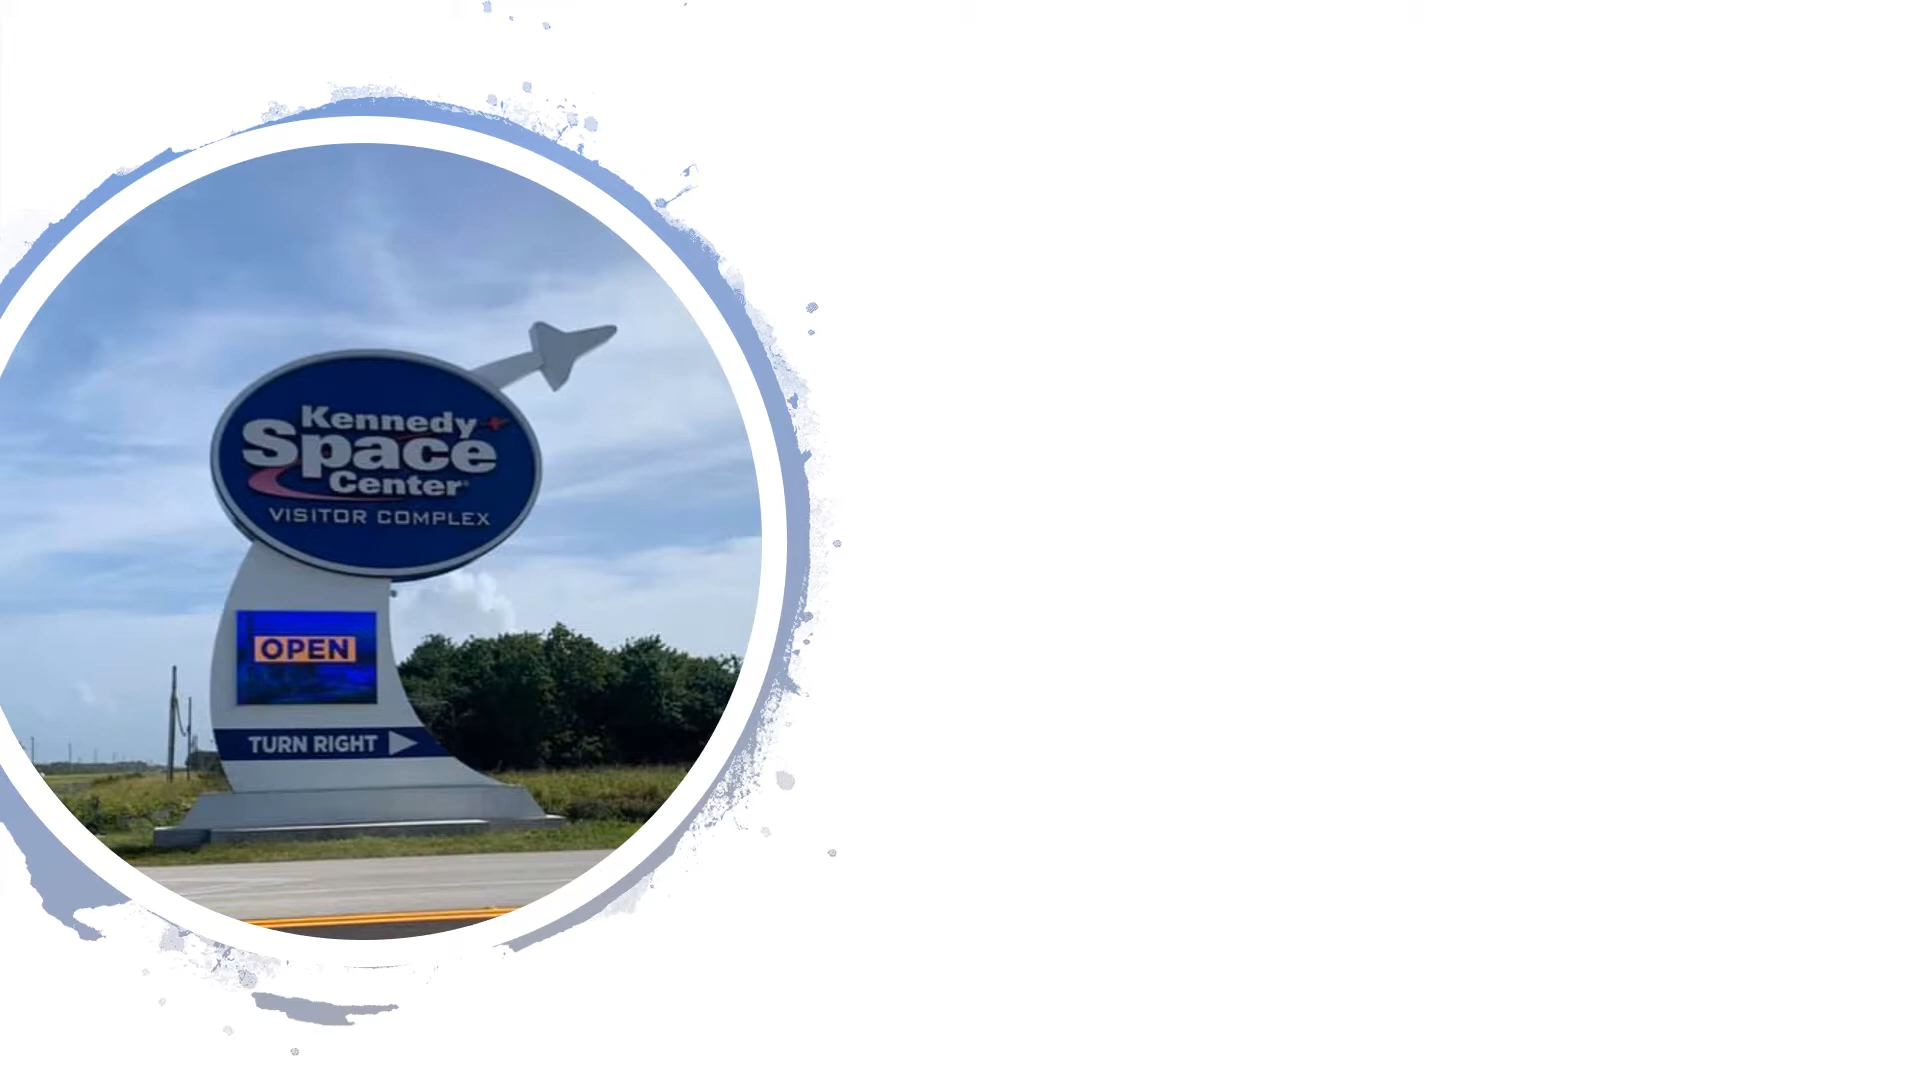 Kennedy
Space
Center
VISITOR COMPLEX
OPEN
TURN RIGHT